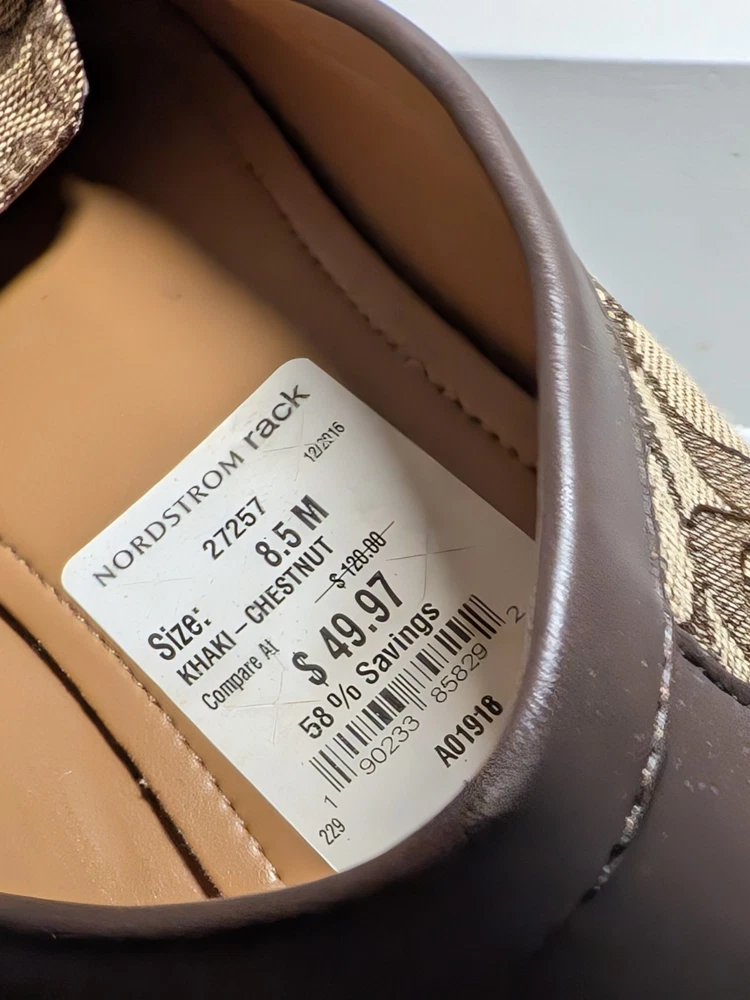 NORDSTROM rack
12/2016
27257
Size: 8.5 M
KHAKI – CHESTNUT
Compare At $ 120.00
$ 49.97
58 % Savings
1 90233 85829 2
229 A01918